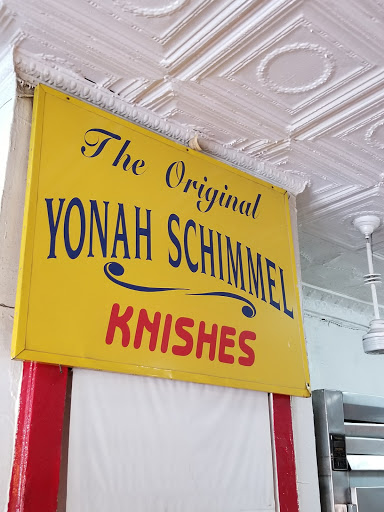 The Original
YONAH SCHIMMEL
KNISHES